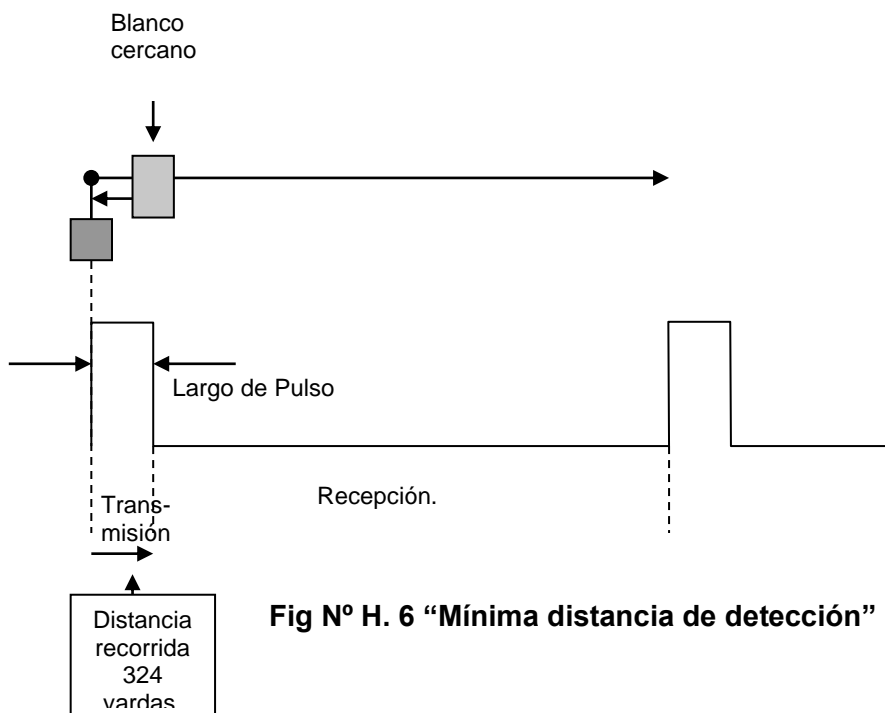 Blanco
cercano
Largo de Pulso
Trans-
misión
Recepción.
Distancia
recorrida
324
yardas
Fig Nº H. 6 “Mínima distancia de detección”